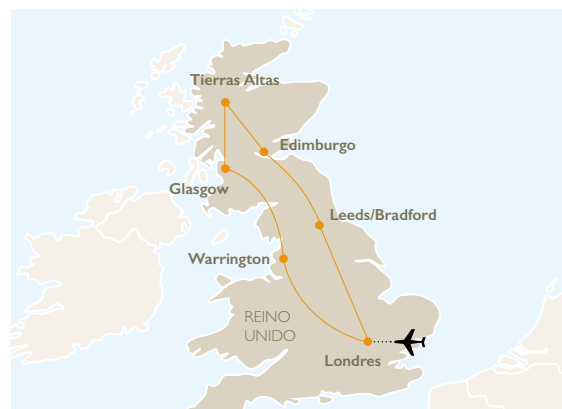 Tierras Altas
Edimburgo
Glasgow
Leeds/Bradford
Warrington
REINO
UNIDO
Londres